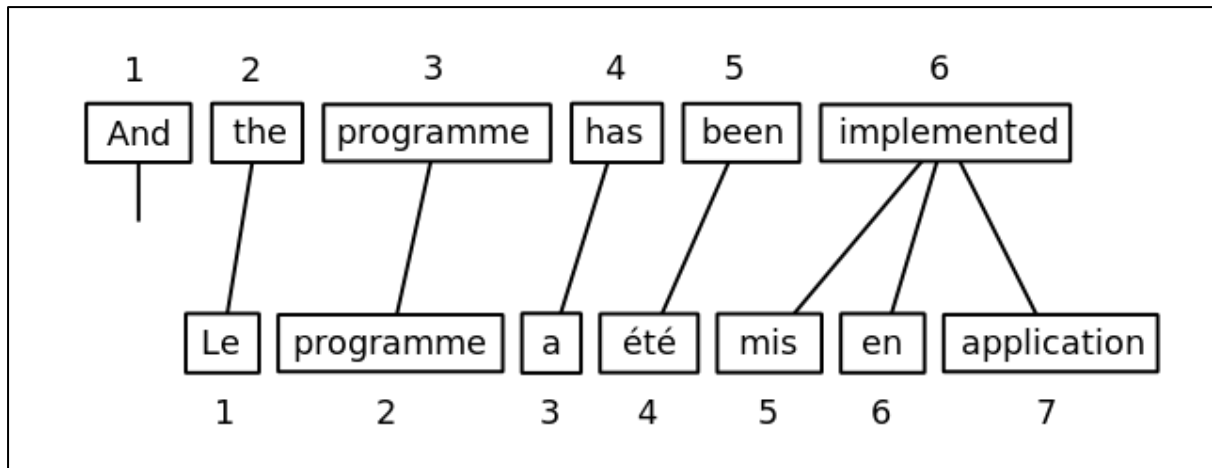 1 2 3 4 5 6
And the programme has been implemented
Le programme a été mis en application
1 2 3 4 5 6 7